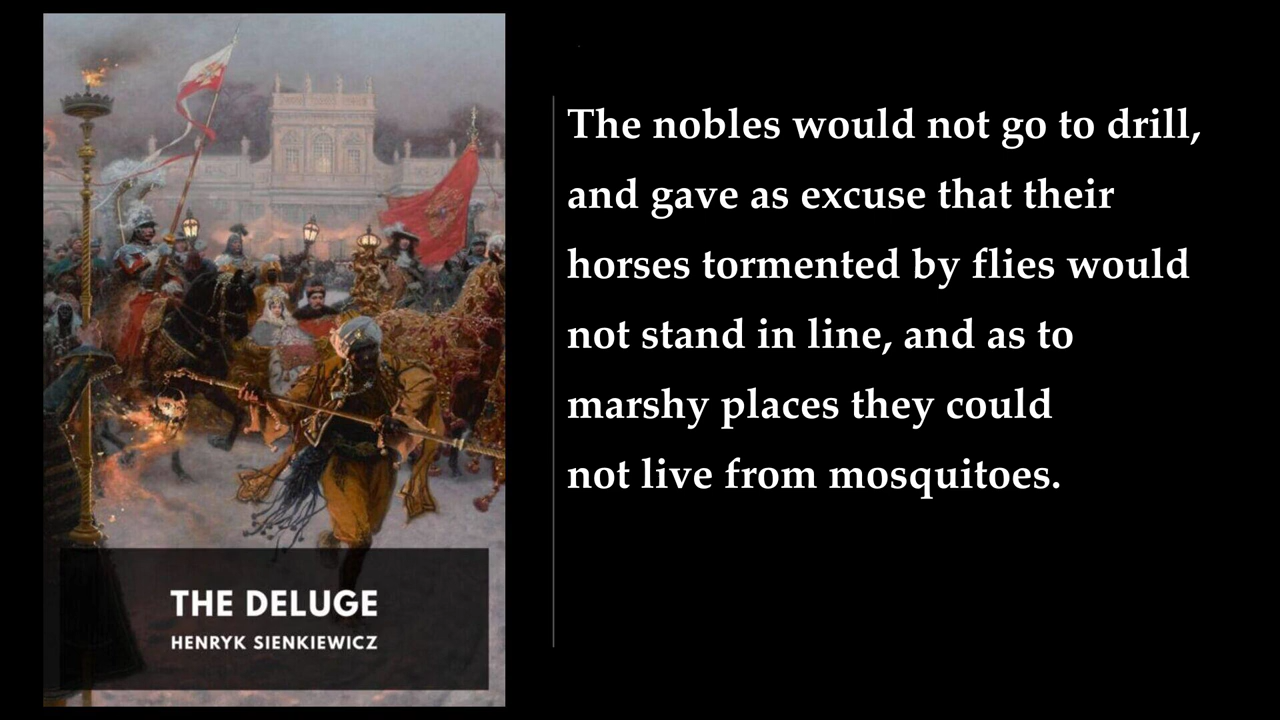 THE DELUGE
HENRYK SIENKIEWICZ
The nobles would not go to drill,
and gave as excuse that their
horses tormented by flies would
not stand in line, and as to
marshy places they could
not live from mosquitoes.